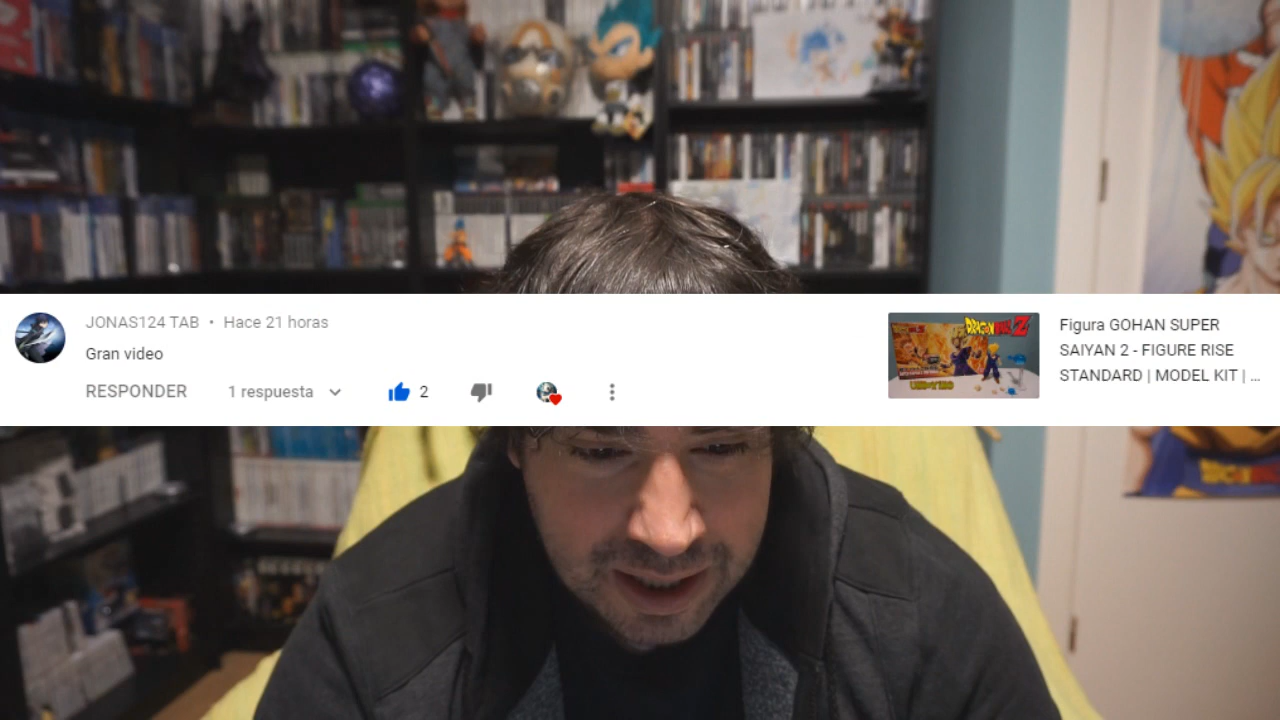 JONAS124 TAB • Hace 21 horas
Gran video
RESPONDER 1 respuesta 2
DRAGON BALL Z
Figura GOHAN SUPER
SAIYAN 2 - FIGURE RISE
STANDARD | MODEL KIT | ...